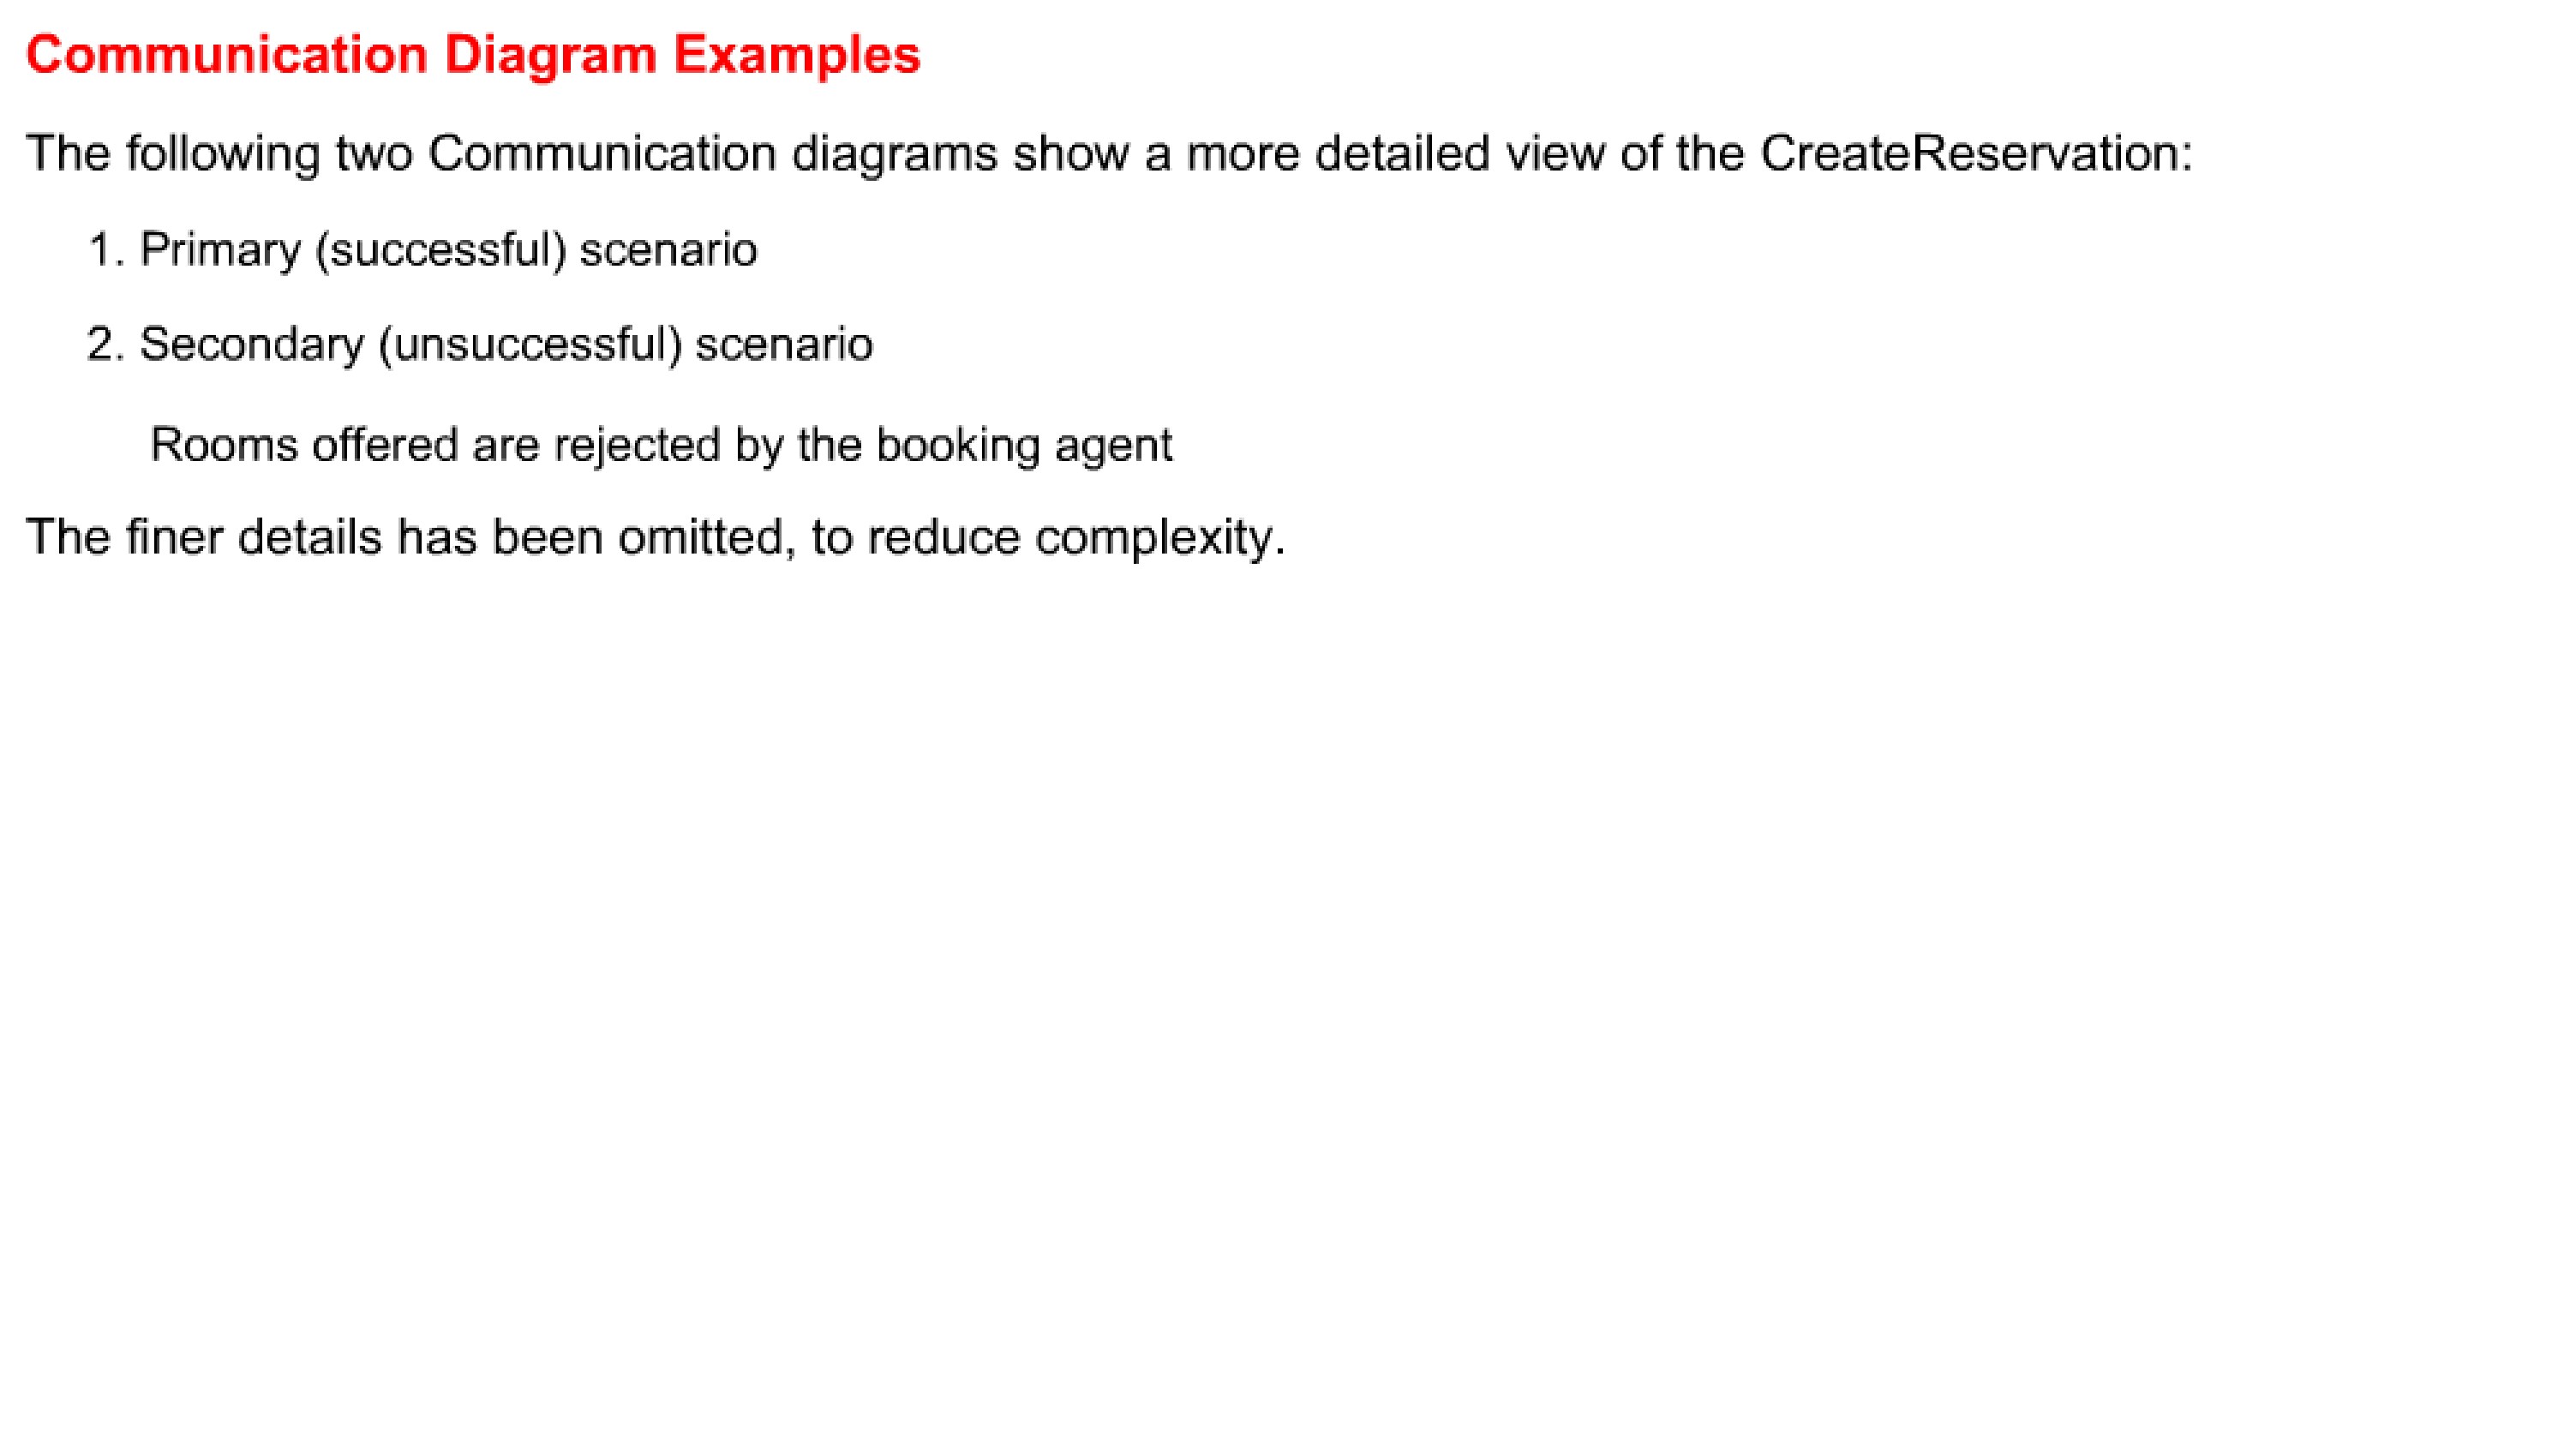 Communication Diagram Examples
The following two Communication diagrams show a more detailed view of the CreateReservation:
1. Primary (successful) scenario
2. Secondary (unsuccessful) scenario
Rooms offered are rejected by the booking agent
The finer details has been omitted, to reduce complexity.